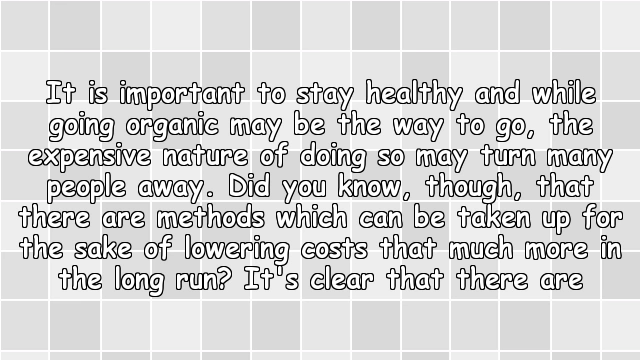 It is important to stay healthy and while
going organic may be the way to go, the
expensive nature of doing so may turn many
people away. Did you know, though, that
there are methods which can be taken up for
the sake of lowering costs that much more in
the long run? It's clear that there are